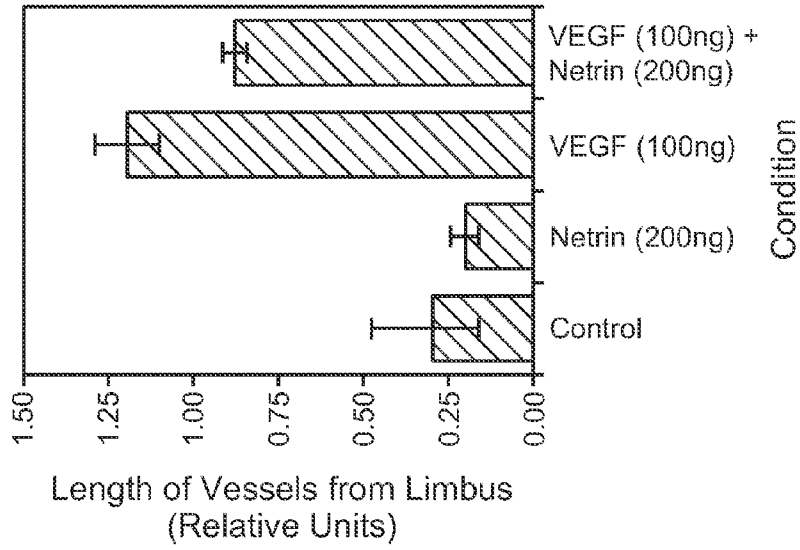 VEGF (100ng) +
Netrin (200ng)
VEGF (100ng)
Netrin (200ng)
Control
Condition
1.50
1.25
1.00
0.75
0.50
0.25
0.00
Length of Vessels from Limbus
(Relative Units)